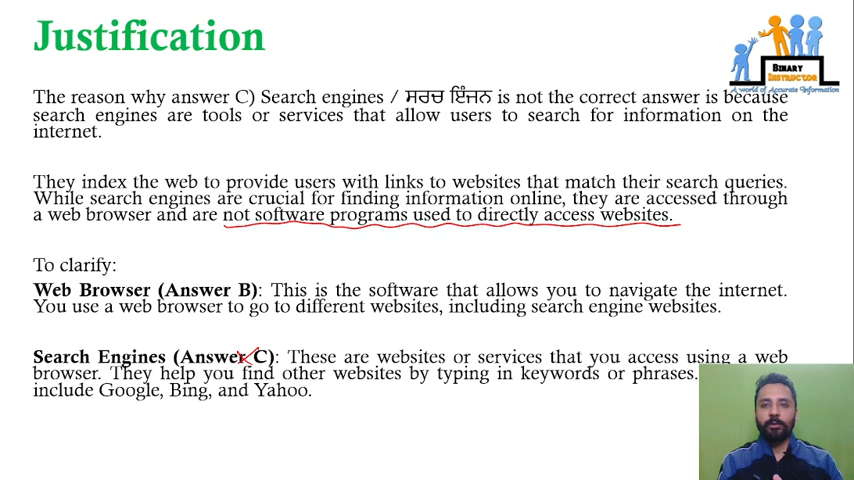 Justification
BINARY
INSTRUCTOR
A world of Accurate Information
The reason why answer C) Search engines / ਸਰਚ ਇੰਜਨ is not the correct answer is because
search engines are tools or services that allow users to search for information on the
internet.
They index the web to provide users with links to websites that match their search queries.
While search engines are crucial for finding information online, they are accessed through
a web browser and are not software programs used to directly access websites.
To clarify:
Web Browser (Answer B): This is the software that allows you to navigate the internet.
You use a web browser to go to different websites, including search engine websites.
Search Engines (Answer C): These are websites or services that you access using a web
browser. They help you find other websites by typing in keywords or phrases.
include Google, Bing, and Yahoo.